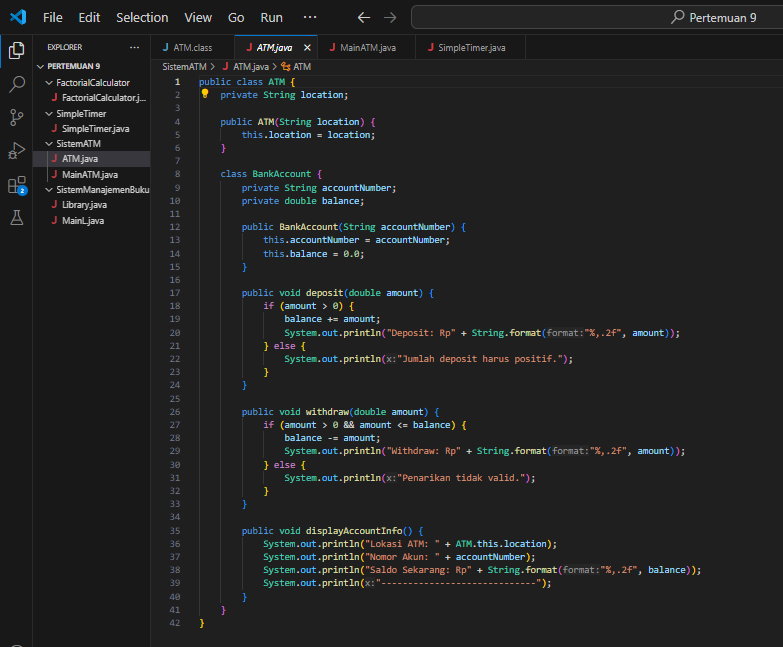 File Edit Selection View Go Run ··· ← → Pertemuan 9
EXPLORER ···
PERTEMUAN 9
FactorialCalculator
J FactorialCalculator.j...
SimpleTimer
J SimpleTimer.java
SistemATM
J ATM.java
J MainATM.java
SistemManajemenBuku
J Library.java
J MainL.java
2
J ATM.class J ATM.java × J MainATM.java J SimpleTimer.java
SistemATM > J ATM.java > ATM
1 public class ATM {
2 private String location;
3
4 public ATM(String location) {
5 this.location = location;
6 }
7
8 class BankAccount {
9 private String accountNumber;
10 private double balance;
11
12 public BankAccount(String accountNumber) {
13 this.accountNumber = accountNumber;
14 this.balance = 0.0;
15 }
16
17 public void deposit(double amount) {
18 if (amount > 0) {
19 balance += amount;
20 System.out.println("Deposit: Rp" + String.format(format:"%,.2f", amount));
21 } else {
22 System.out.println(x:"Jumlah deposit harus positif.");
23 }
24 }
25
26 public void withdraw(double amount) {
27 if (amount > 0 && amount <= balance) {
28 balance -= amount;
29 System.out.println("Withdraw: Rp" + String.format(format:"%,.2f", amount));
30 } else {
31 System.out.println(x:"Penarikan tidak valid.");
32 }
33 }
34
35 public void displayAccountInfo() {
36 System.out.println("Lokasi ATM: " + ATM.this.location);
37 System.out.println("Nomor Akun: " + accountNumber);
38 System.out.println("Saldo Sekarang: Rp" + String.format(format:"%,.2f", balance));
39 System.out.println(x:"-----------------------------");
40 }
41 }
42 }